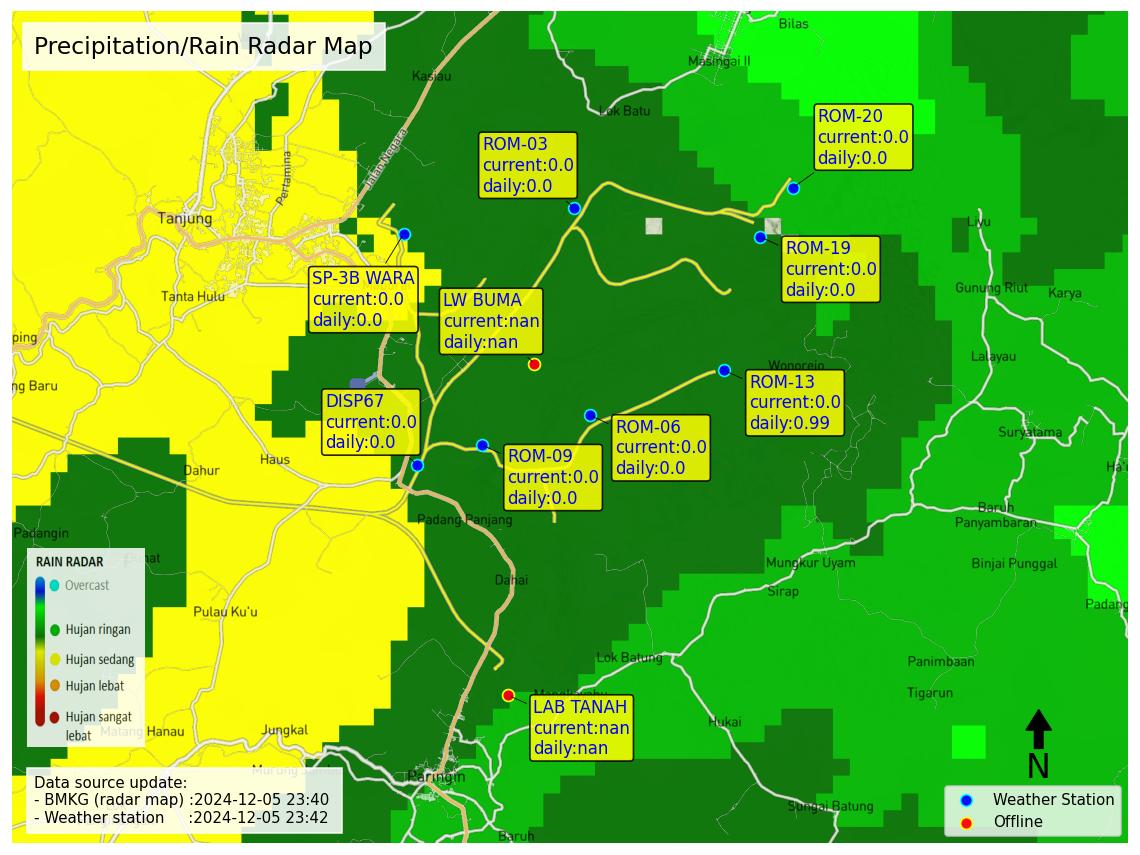 Precipitation/Rain Radar Map
Bilas
Masingai II
Kasiau
Lok Batu
Jalan Negara
Pertamina
Tanjung
Tanta Hulu
ROM-20
current:0.0
daily:0.0
ROM-03
current:0.0
daily:0.0
ROM-19
current:0.0
daily:0.0
SP-3B WARA
current:0.0
daily:0.0
LW BUMA
current:nan
daily:nan
Liyu
Gunung Riut
Karya
Lalayau
Wonorejo
ping
ng Baru
ROM-13
current:0.0
daily:0.99
DISP67
current:0.0
daily:0.0
ROM-06
current:0.0
daily:0.0
ROM-09
current:0.0
daily:0.0
Suryatama
Haus
Dahur
Padang Panjang
Padangin
Baruh
Panyambaran
Mungkur Uyam
Binjai Punggal
Dahai
Sirap
Padang
Pulau Ku'u
RAIN RADAR
Overcast
Hujan ringan
Hujan sedang
Hujan lebat
Hujan sangat
lebat
Lok Batung
Panimbaan
Tigarun
LAB TANAH
current:nan
daily:nan
Hukai
Hanau
Jungkal
Paringin
Sungai Batung
Baruh
Data source update:
- BMKG (radar map) :2024-12-05 23:40
- Weather station :2024-12-05 23:42
N
Weather Station
Offline